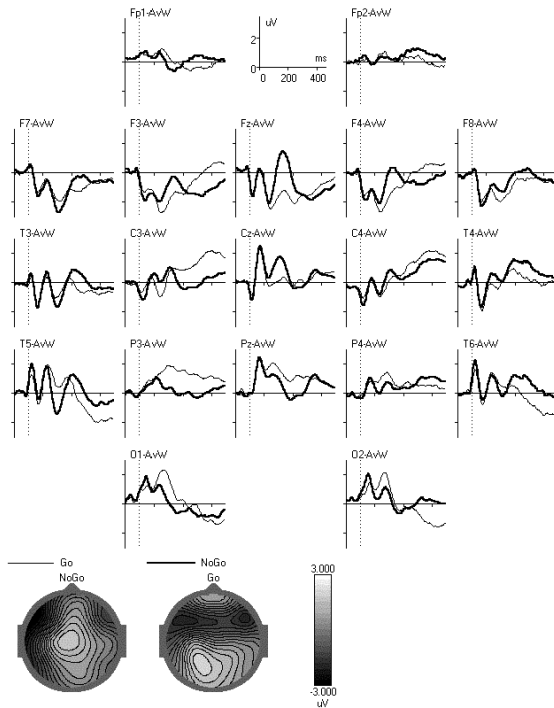 Fp1-AvW
Fp2-AvW
uV
2
0
ms
0 200 400
F7-AvW F3-AvW Fz-AvW F4-AvW F8-AvW
T3-AvW C3-AvW Cz-AvW C4-AvW T4-AvW
T5-AvW P3-AvW Pz-AvW P4-AvW T6-AvW
O1-AvW O2-AvW
Go NoGo
NoGo Go
3.000
-3.000
uV